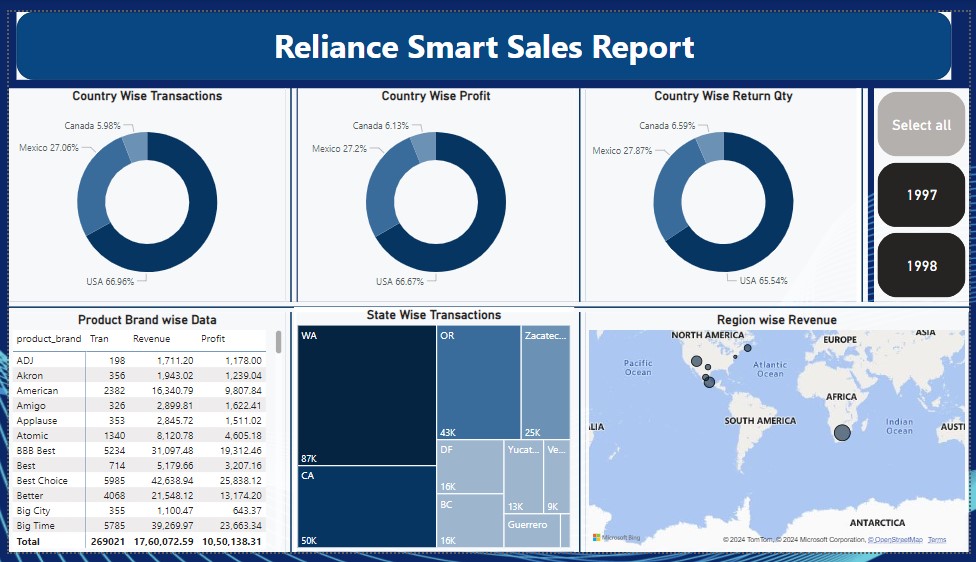 Reliance Smart Sales Report
Country Wise Transactions
Canada 5.98%
Mexico 27.06%
USA 66.96%
Country Wise Profit
Canada 6.13%
Mexico 27.2%
USA 66.67%
Country Wise Return Qty
Canada 6.59%
Mexico 27.87%
USA 65.54%
Select all
1997
1998
Product Brand wise Data
product_brand Tran Revenue Profit
ADJ 198 1,711.20 1,178.00
Akron 356 1,943.02 1,239.04
American 2382 16,340.79 9,807.84
Amigo 326 2,899.81 1,622.41
Applause 353 2,845.72 1,511.02
Atomic 1340 8,120.78 4,605.18
BBB Best 5234 31,097.48 19,312.46
Best 714 5,179.66 3,207.16
Best Choice 5985 42,638.94 25,838.12
Better 4068 21,548.12 13,174.20
Big City 355 1,100.47 643.37
Big Time 5785 39,269.97 23,663.34
Total 269021 17,60,072.59 10,50,138.31
State Wise Transactions
WA
87K
CA
50K
OR
43K
Zacatec...
25K
DF
16K
BC
16K
Yucat...
13K
Ve...
9K
Guerrero
Region wise Revenue
NORTH AMERICA
EUROPE
ASIA
Pacific
Ocean
Atlantic
Ocean
AFRICA
SOUTH AMERICA
Indian
Ocean
LIA
AUSTI
ANTARCTICA
Microsoft Bing
© 2024 TomTom, © 2024 Microsoft Corporation, © OpenStreetMap Terms